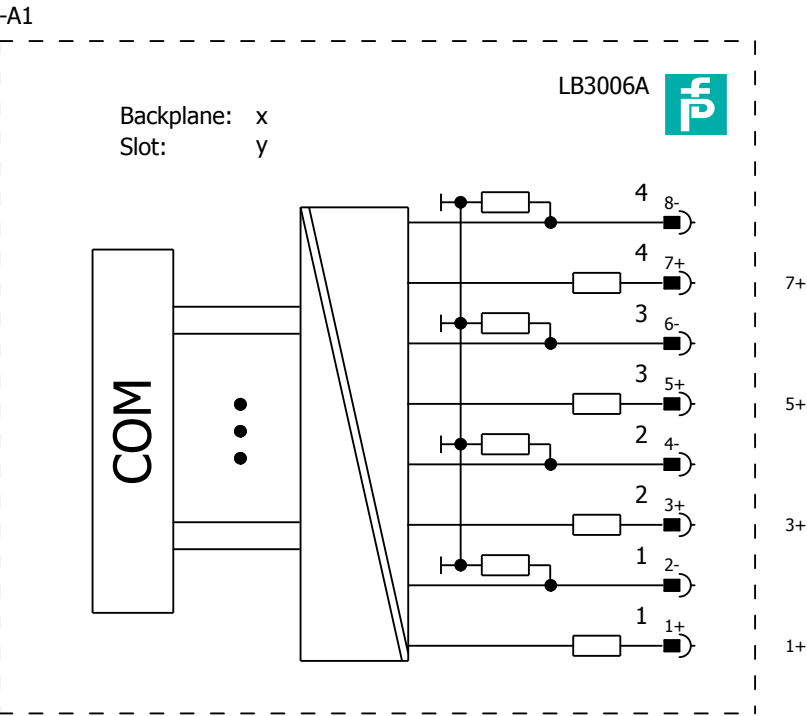 -A1
LB3006A
Backplane: x
Slot: y
COM
4 8-
4 7+ 7+
3 6-
3 5+ 5+
2 4-
2 3+ 3+
1 2-
1 1+ 1+